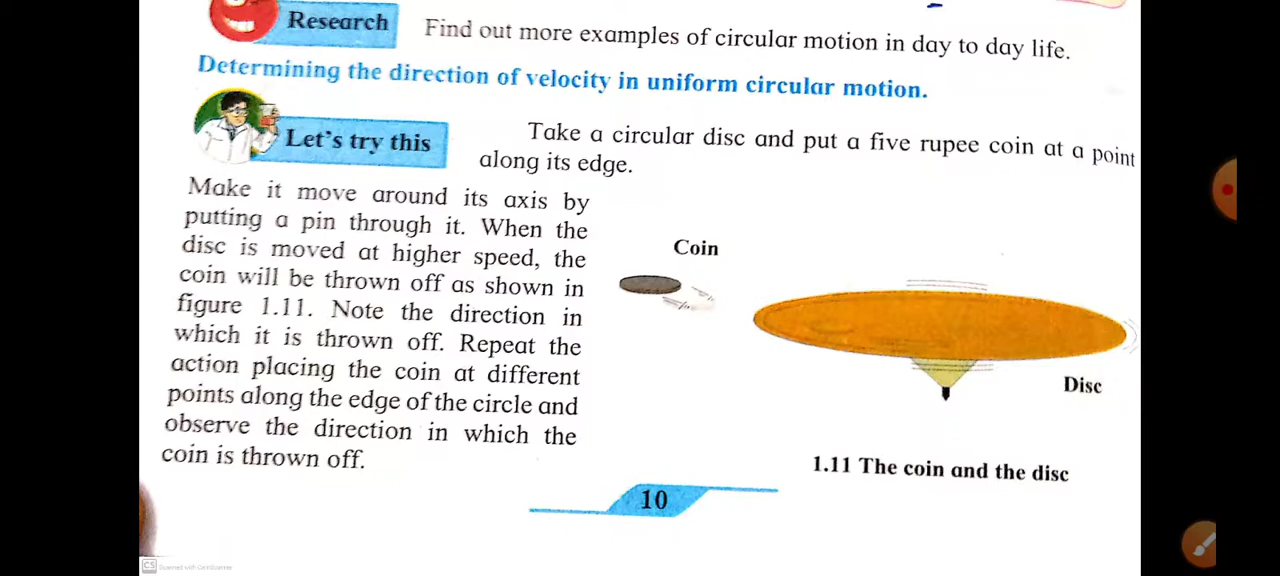 Research
Find out more examples of circular motion in day to day life.
Determining the direction of velocity in uniform circular motion.
Let's try this
Take a circular disc and put a five rupee coin at a point
along its edge.
Make it move around its axis by
putting a pin through it. When the
disc is moved at higher speed, the
coin will be thrown off as shown in
figure 1.11. Note the direction in
which it is thrown off. Repeat the
action placing the coin at different
points along the edge of the circle and
observe the direction in which the
coin is thrown off.
Coin
Disc
1.11 The coin and the disc
10
CS Scanned with CamScanner